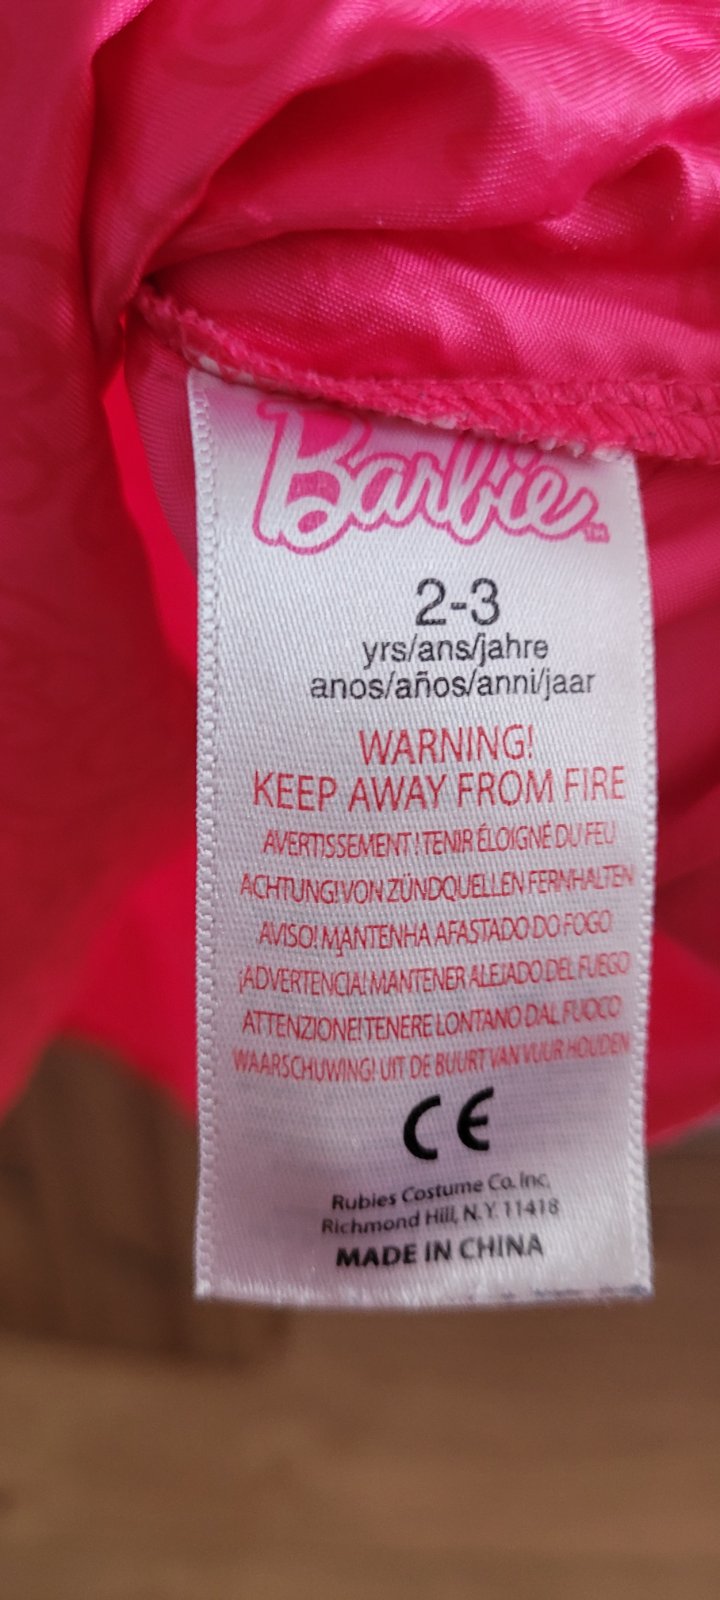 Barbie™
2-3
yrs/ans/jahre
anos/años/anni/jaar
WARNING!
KEEP AWAY FROM FIRE
AVERTISSEMENT! TENIR ÉLOIGNÉ DU FEU
ACHTUNG! VON ZÜNDQUELLEN FERNHALTEN
AVISO! MANTENHA AFASTADO DO FOGO
¡ADVERTENCIA! MANTENER ALEJADO DEL FUEGO
ATTENZIONE! TENERE LONTANO DAL FUOCO
WAARSCHUWING! UIT DE BUURT VAN VUUR HOUDEN
CE
Rubies Costume Co. Inc,
Richmond Hill, N.Y. 11418
MADE IN CHINA